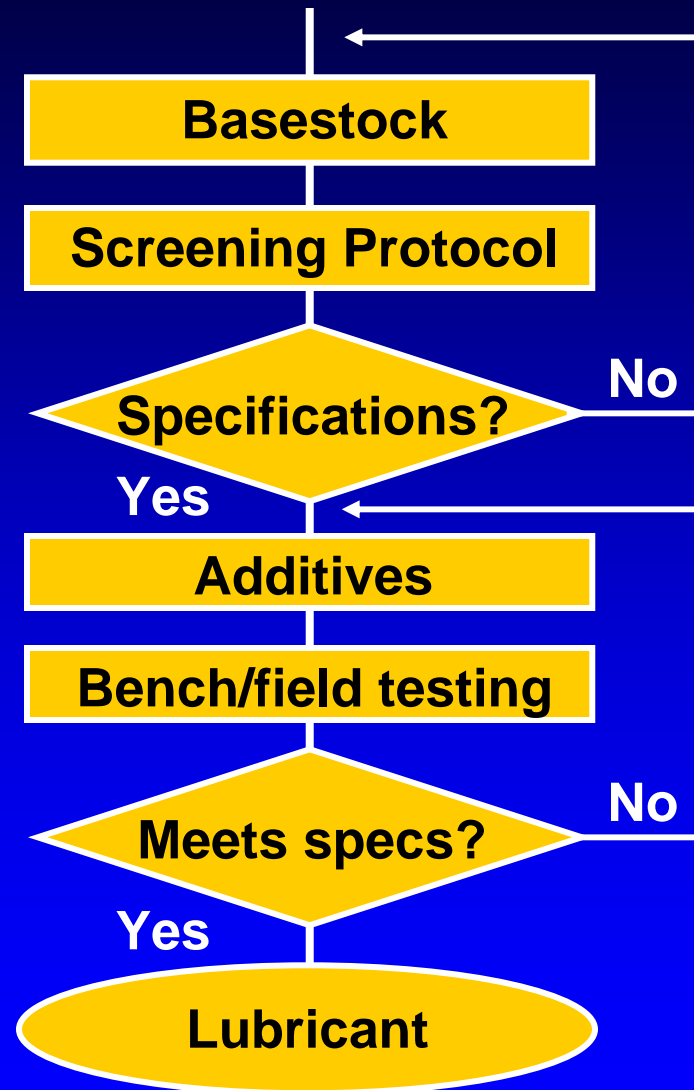 Basestock
Screening Protocol
Specifications?
No
Yes
Additives
Bench/field testing
Meets specs?
No
Yes
Lubricant